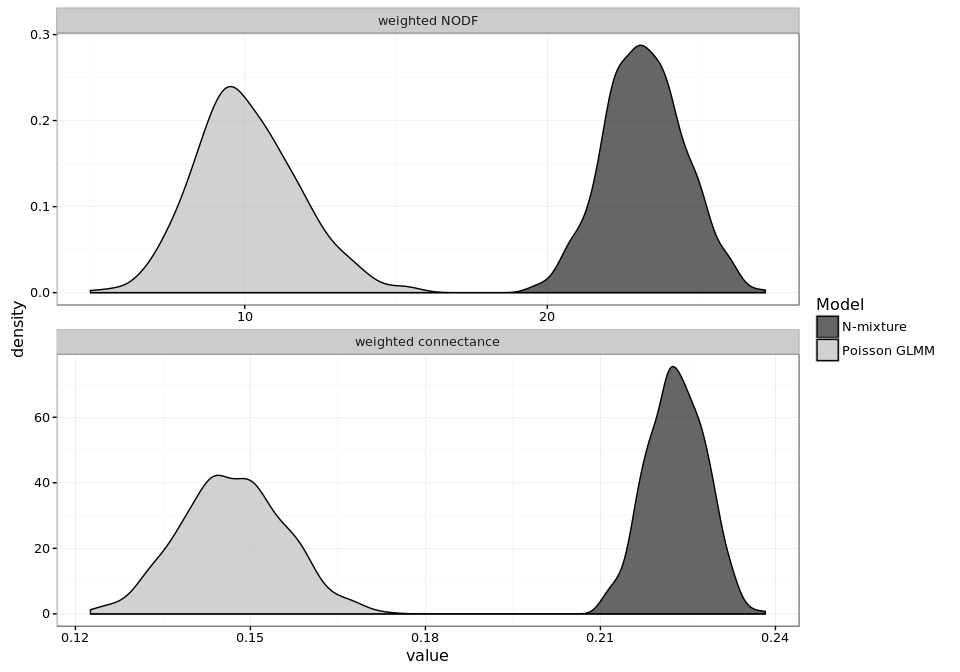 weighted NODF
0.3
0.2
0.1
0.0
10 20
weighted connectance
60
40
20
0
0.12 0.15 0.18 0.21 0.24
value
density
Model
N-mixture
Poisson GLMM